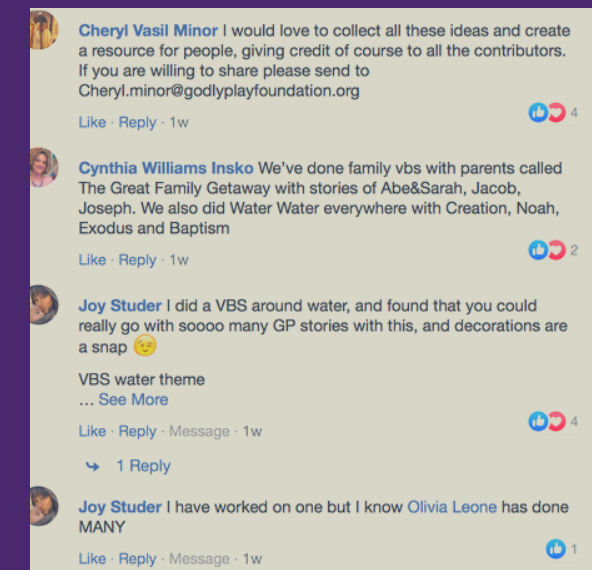 Cheryl Vasil Minor I would love to collect all these ideas and create
a resource for people, giving credit of course to all the contributors.
If you are willing to share please send to
Cheryl.minor@godlyplayfoundation.org
4
Like · Reply · 1w
Cynthia Williams Insko We've done family vbs with parents called
The Great Family Getaway with stories of Abe&Sarah, Jacob,
Joseph. We also did Water Water everywhere with Creation, Noah,
Exodus and Baptism
2
Like · Reply · 1w
Joy Studer I did a VBS around water, and found that you could
really go with soooo many GP stories with this, and decorations are
a snap 😉
VBS water theme
... See More
4
Like · Reply · Message · 1w
1 Reply
Joy Studer I have worked on one but I know Olivia Leone has done
MANY
1
Like · Reply · Message · 1w